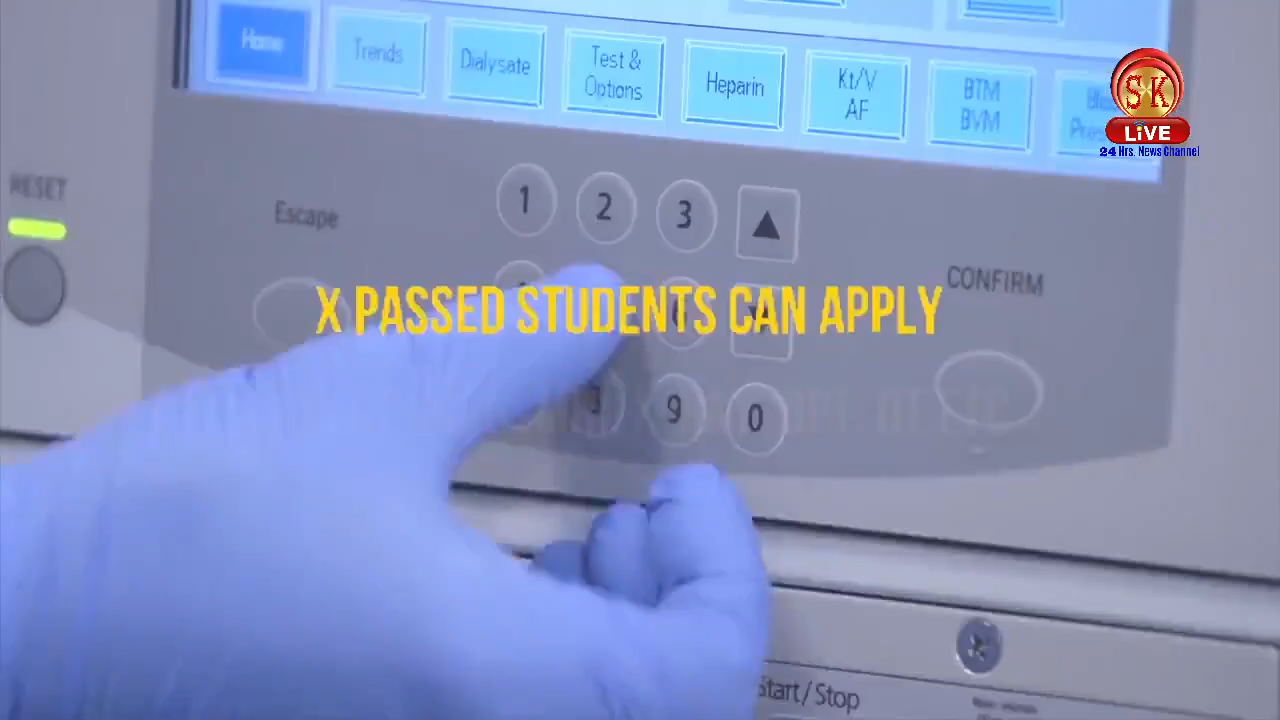 Home
Trends
Dialysate
Test &
Options
Heparin
Kt/V
AF
BTM
BVM
SK
LiVE
24 Hrs. News Channel
RESET
Escape
1
2
3
▲
CONFIRM
X PASSED STUDENTS CAN APPLY
9
0
Start/Stop